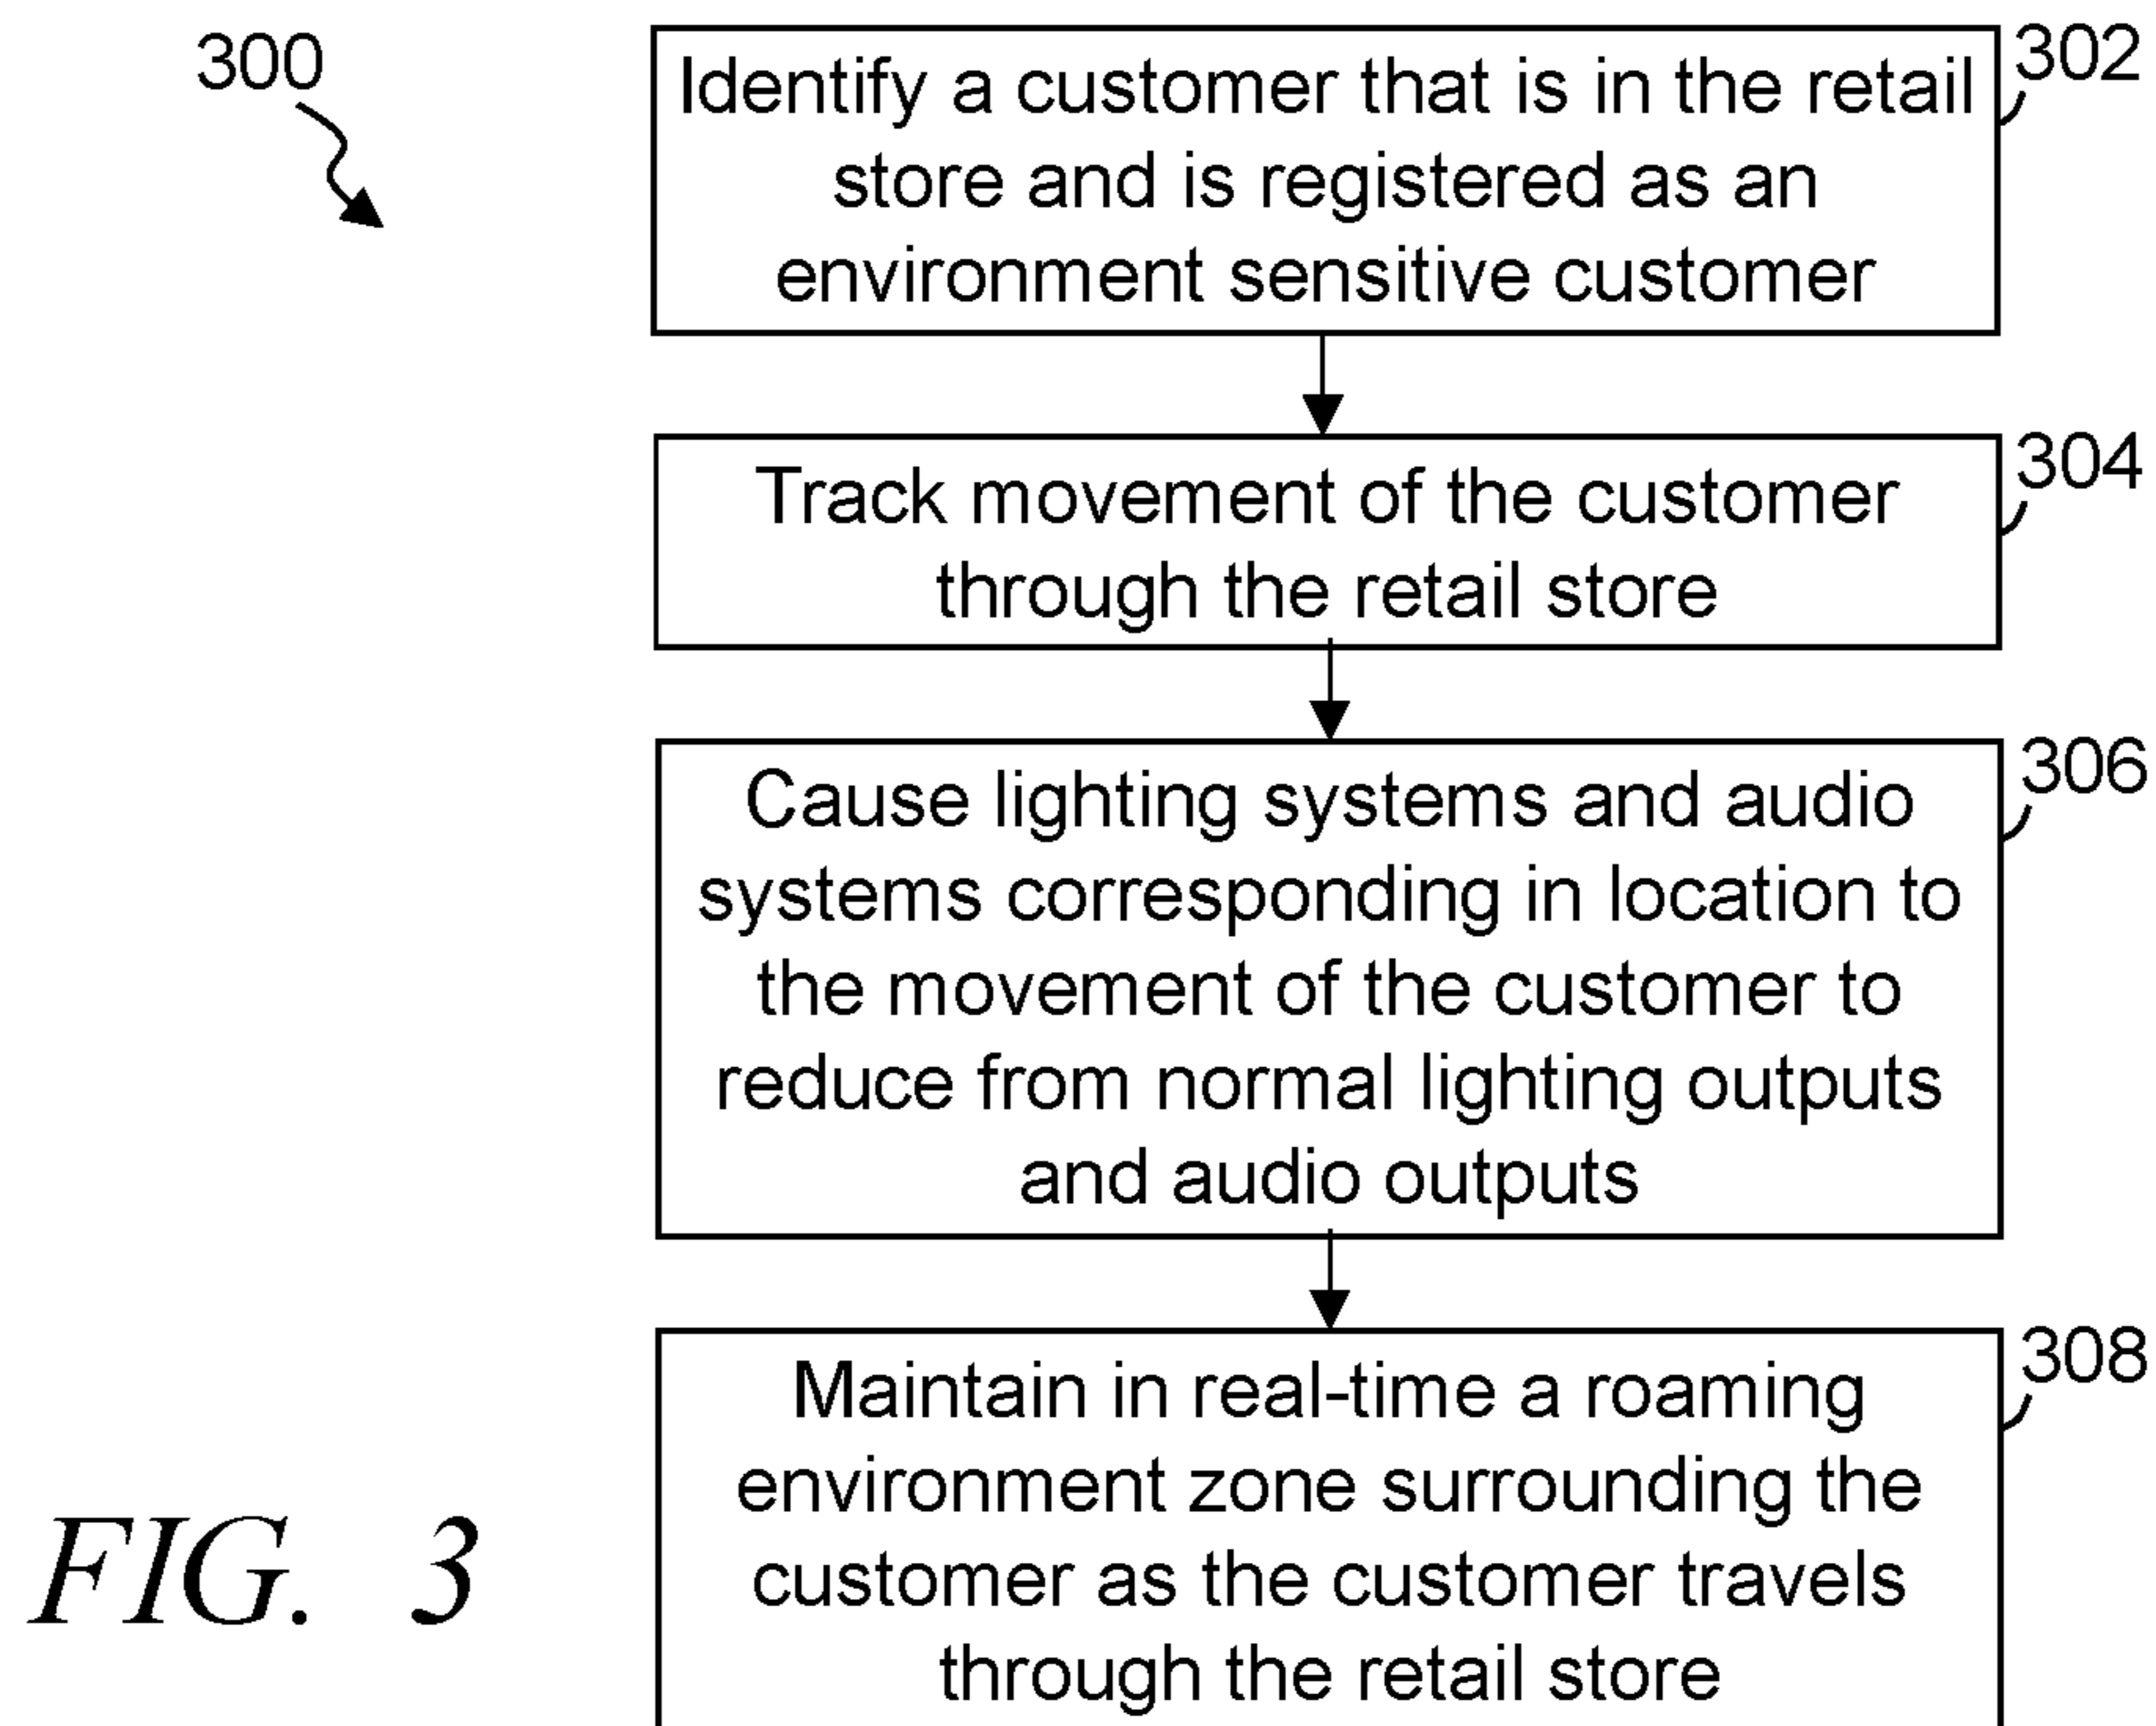 300
302
Identify a customer that is in the retail
store and is registered as an
environment sensitive customer
304
Track movement of the customer
through the retail store
306
Cause lighting systems and audio
systems corresponding in location to
the movement of the customer to
reduce from normal lighting outputs
and audio outputs
308
Maintain in real-time a roaming
environment zone surrounding the
customer as the customer travels
through the retail store
FIG. 3